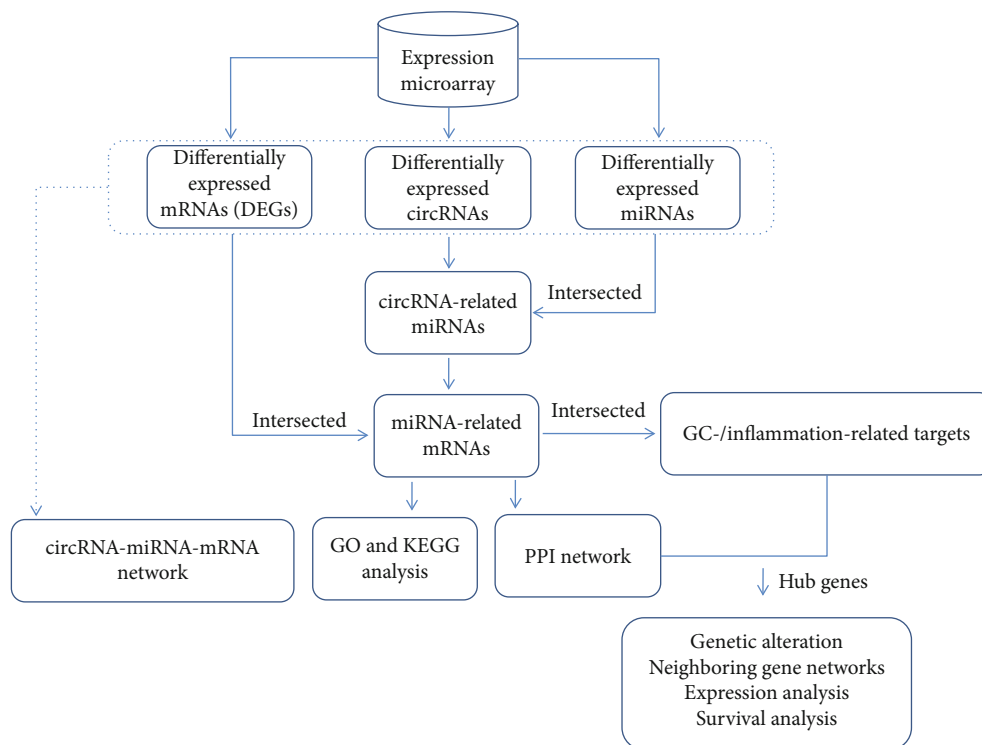 Expression
microarray
Differentially
expressed
mRNAs (DEGs)
Differentially
expressed
circRNAs
Differentially
expressed
miRNAs
circRNA-related
miRNAs
Intersected
Intersected
miRNA-related
mRNAs
Intersected
GC-/inflammation-related targets
circRNA-miRNA-mRNA
network
GO and KEGG
analysis
PPI network
Hub genes
Genetic alteration
Neighboring gene networks
Expression analysis
Survival analysis